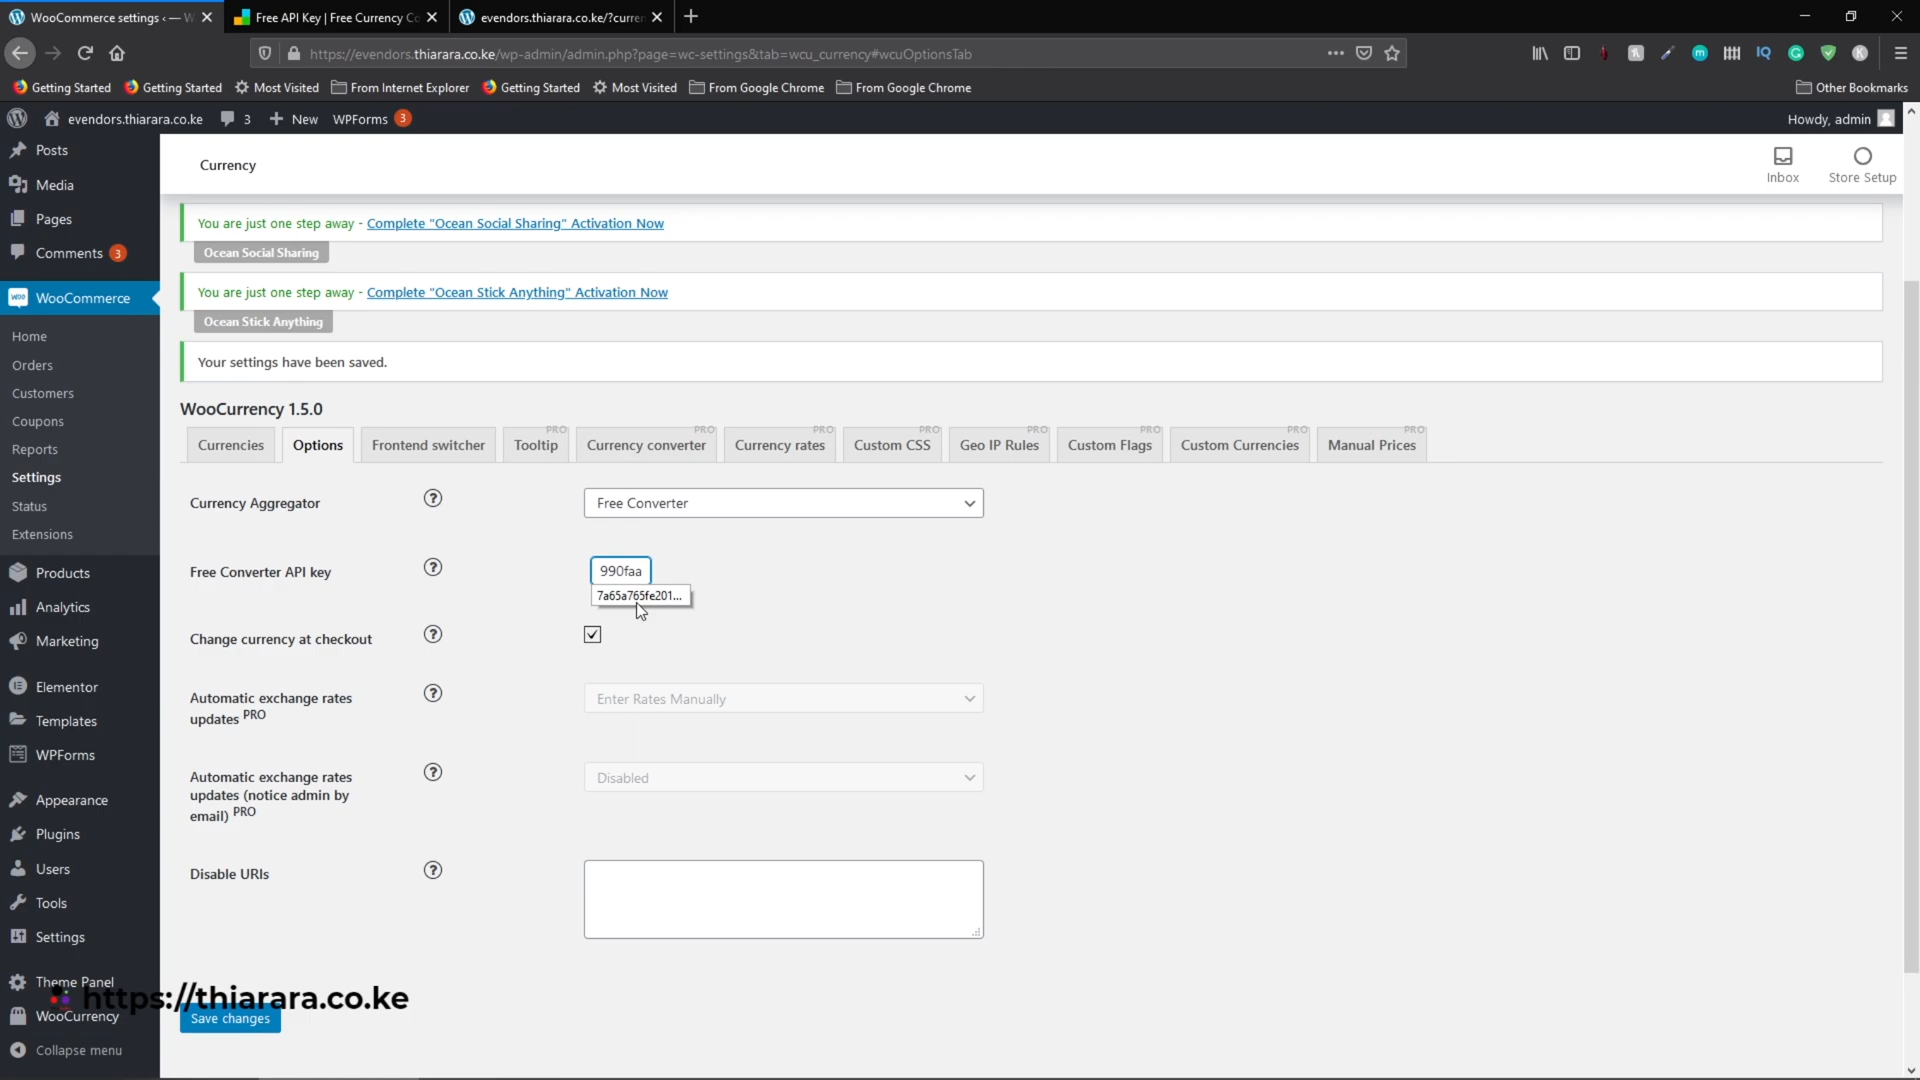 WooCommerce settings ‹ — W
Free API Key | Free Currency Co
evendors.thiarara.co.ke/?curren
https://evendors.thiarara.co.ke/wp-admin/admin.php?page=wc-settings&tab=wcu_currency#wcuOptionsTab
Getting Started
Getting Started
Most Visited
From Internet Explorer
Getting Started
Most Visited
From Google Chrome
From Google Chrome
Other Bookmarks
evendors.thiarara.co.ke
3
New
WPForms 3
Howdy, admin
Posts
Media
Pages
Comments 3
WooCommerce
Home
Orders
Customers
Coupons
Reports
Settings
Status
Extensions
Products
Analytics
Marketing
Elementor
Templates
WPForms
Appearance
Plugins
Users
Tools
Settings
Theme Panel
WooCurrency
Collapse menu
Currency
Inbox
Store Setup
You are just one step away - Complete "Ocean Social Sharing" Activation Now
Ocean Social Sharing
You are just one step away - Complete "Ocean Stick Anything" Activation Now
Ocean Stick Anything
Your settings have been saved.
WooCurrency 1.5.0
Currencies
Options
Frontend switcher
Tooltip PRO
Currency converter PRO
Currency rates PRO
Custom CSS PRO
Geo IP Rules PRO
Custom Flags PRO
Custom Currencies PRO
Manual Prices PRO
Currency Aggregator
?
Free Converter
Free Converter API key
?
990faa
7a65a765fe201...
Change currency at checkout
?
Automatic exchange rates
updates PRO
?
Enter Rates Manually
Automatic exchange rates
updates (notice admin by
email) PRO
?
Disabled
Disable URIs
?
Save changes
https://thiarara.co.ke